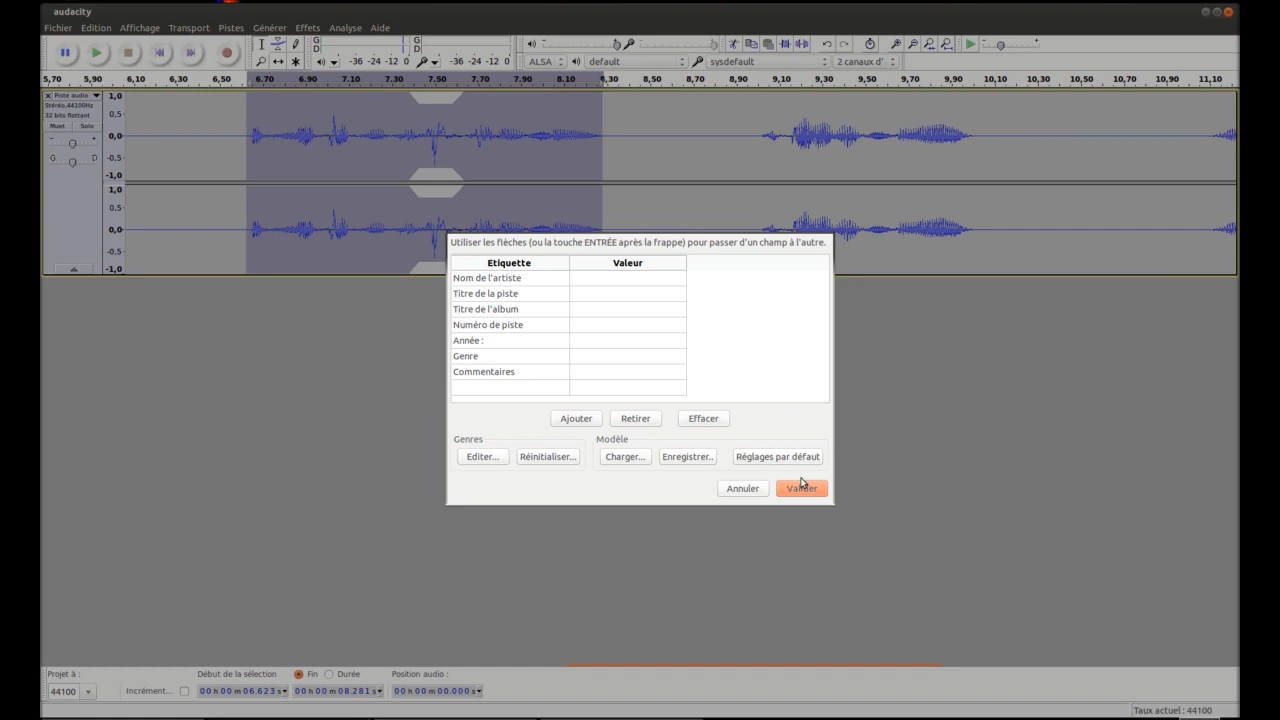 audacity
Fichier Edition Affichage Transport Pistes Générer Effets Analyse Aide
G
D
G
D
-36 -24 -12 0
-36 -24 -12 0
ALSA default sysdefault 2 canaux d'
5,70 5,90 6,10 6,30 6,50 6.70 6.90 7.10 7.30 7.50 7.70 7.90 8.10 8,30 8,50 8,70 8,90 9,10 9,30 9,50 9,70 9,90 10,10 10,30 10,50 10,70 10,90 11,10
Piste audio
Stéréo,44100Hz
32 bits flottant
Muet Solo
- +
G D
1,0
0,5
0,0
-0,5
-1,0
1,0
0,5
0,0
-0,5
-1,0
Utiliser les flèches (ou la touche ENTRÉE après la frappe) pour passer d'un champ à l'autre.
Etiquette Valeur
Nom de l'artiste
Titre de la piste
Titre de l'album
Numéro de piste
Année :
Genre
Commentaires
Ajouter Retirer Effacer
Genres Modèle
Editer... Réinitialiser... Charger... Enregistrer.. Réglages par défaut
Annuler Valider
Projet à : Début de la sélection Fin Durée Position audio :
44100 Incrément... 00 h 00 m 06.623 s 00 h 00 m 08.281 s 00 h 00 m 00.000 s
Taux actuel : 44100